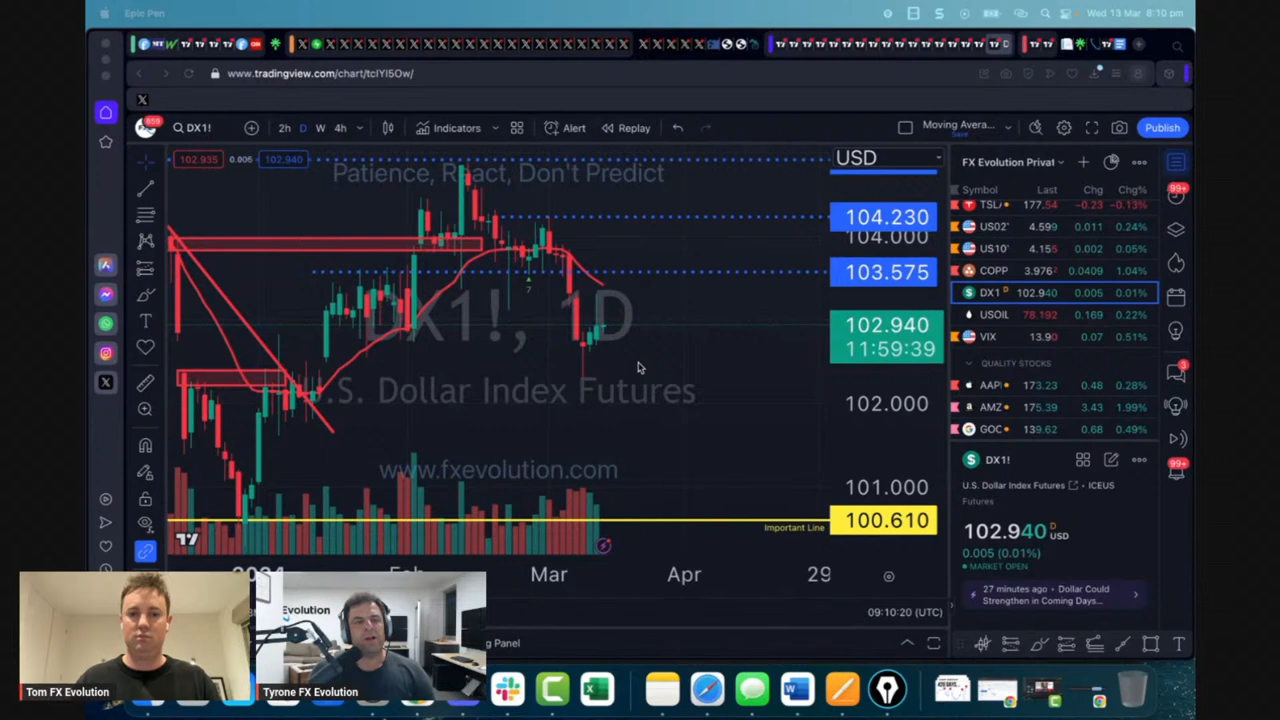 Epic Pen
Wed 13 Mar 8:10 pm
www.tradingview.com/chart/tcIYI5Ow/
859
DX1!
2h D W 4h
Indicators
Alert
Replay
Moving Avera...
Save
Publish
102.935 0.005 102.940
USD
Patience, React, Don't Predict
104.230
104.000
103.575
DX1!, 1D
102.940
11:59:39
U.S. Dollar Index Futures
102.000
www.fxevolution.com
101.000
Important Line
100.610
Feb Mar Apr 29
09:10:20 (UTC)
FX Evolution Privat
Symbol Last Chg Chg%
TSL 177.54 -0.23 -0.13%
US02 4.599 0.011 0.24%
US10 4.155 0.002 0.05%
COPP 3.976 0.0409 1.04%
DX1 D 102.940 0.005 0.01%
USOIL 78.192 0.169 0.22%
VIX 13.90 0.07 0.51%
QUALITY STOCKS
AAP 173.23 0.48 0.28%
AMZ 175.39 3.43 1.99%
GOC 139.62 0.68 0.49%
DX1!
U.S. Dollar Index Futures • ICEUS
Futures
102.940 D USD
0.005 (0.01%)
MARKET OPEN
27 minutes ago • Dollar Could
Strengthen in Coming Days...
99+
3
99+
ng Panel
Evolution
Tom FX Evolution
Tyrone FX Evolution